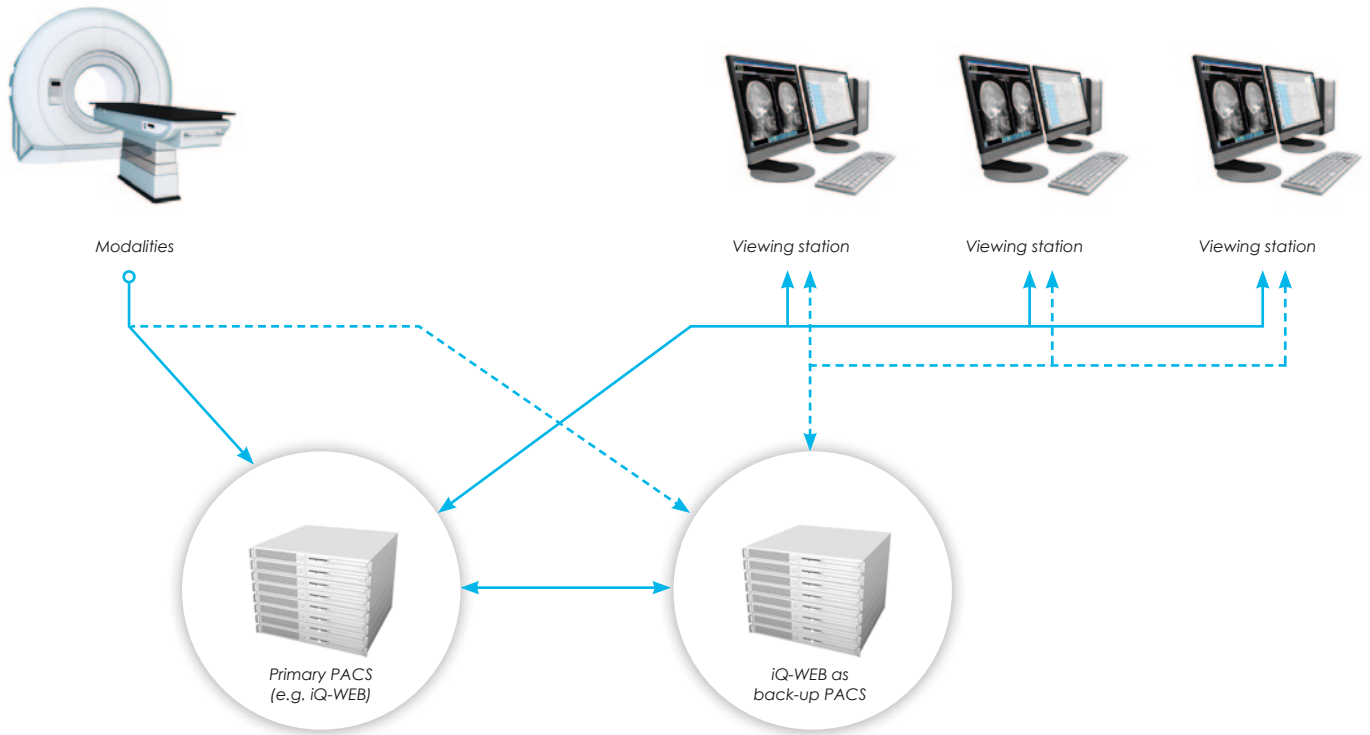 Modalities
Viewing station
Viewing station
Viewing station
Primary PACS
(e.g. iQ-WEB)
iQ-WEB as
back-up PACS